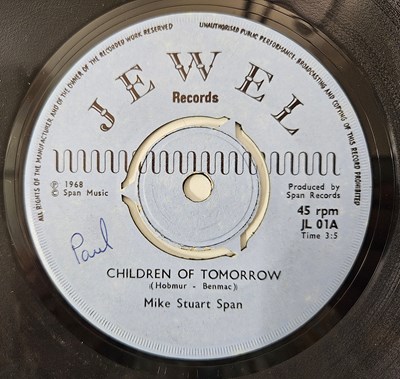 ALL RIGHTS OF THE MANUFACTURER AND OF THE OWNER OF THE RECORDED WORK RESERVED
UNAUTHORISED PUBLIC PERFORMANCE, BROADCASTING AND COPYING OF THIS RECORD PROHIBITED
JEWEL
Records
℗ 1968
© Span Music
Produced by
Span Records
45 rpm
JL 01A
Time 3:5
Paul
CHILDREN OF TOMORROW
((Hobmur - Benmac))
Mike Stuart Span